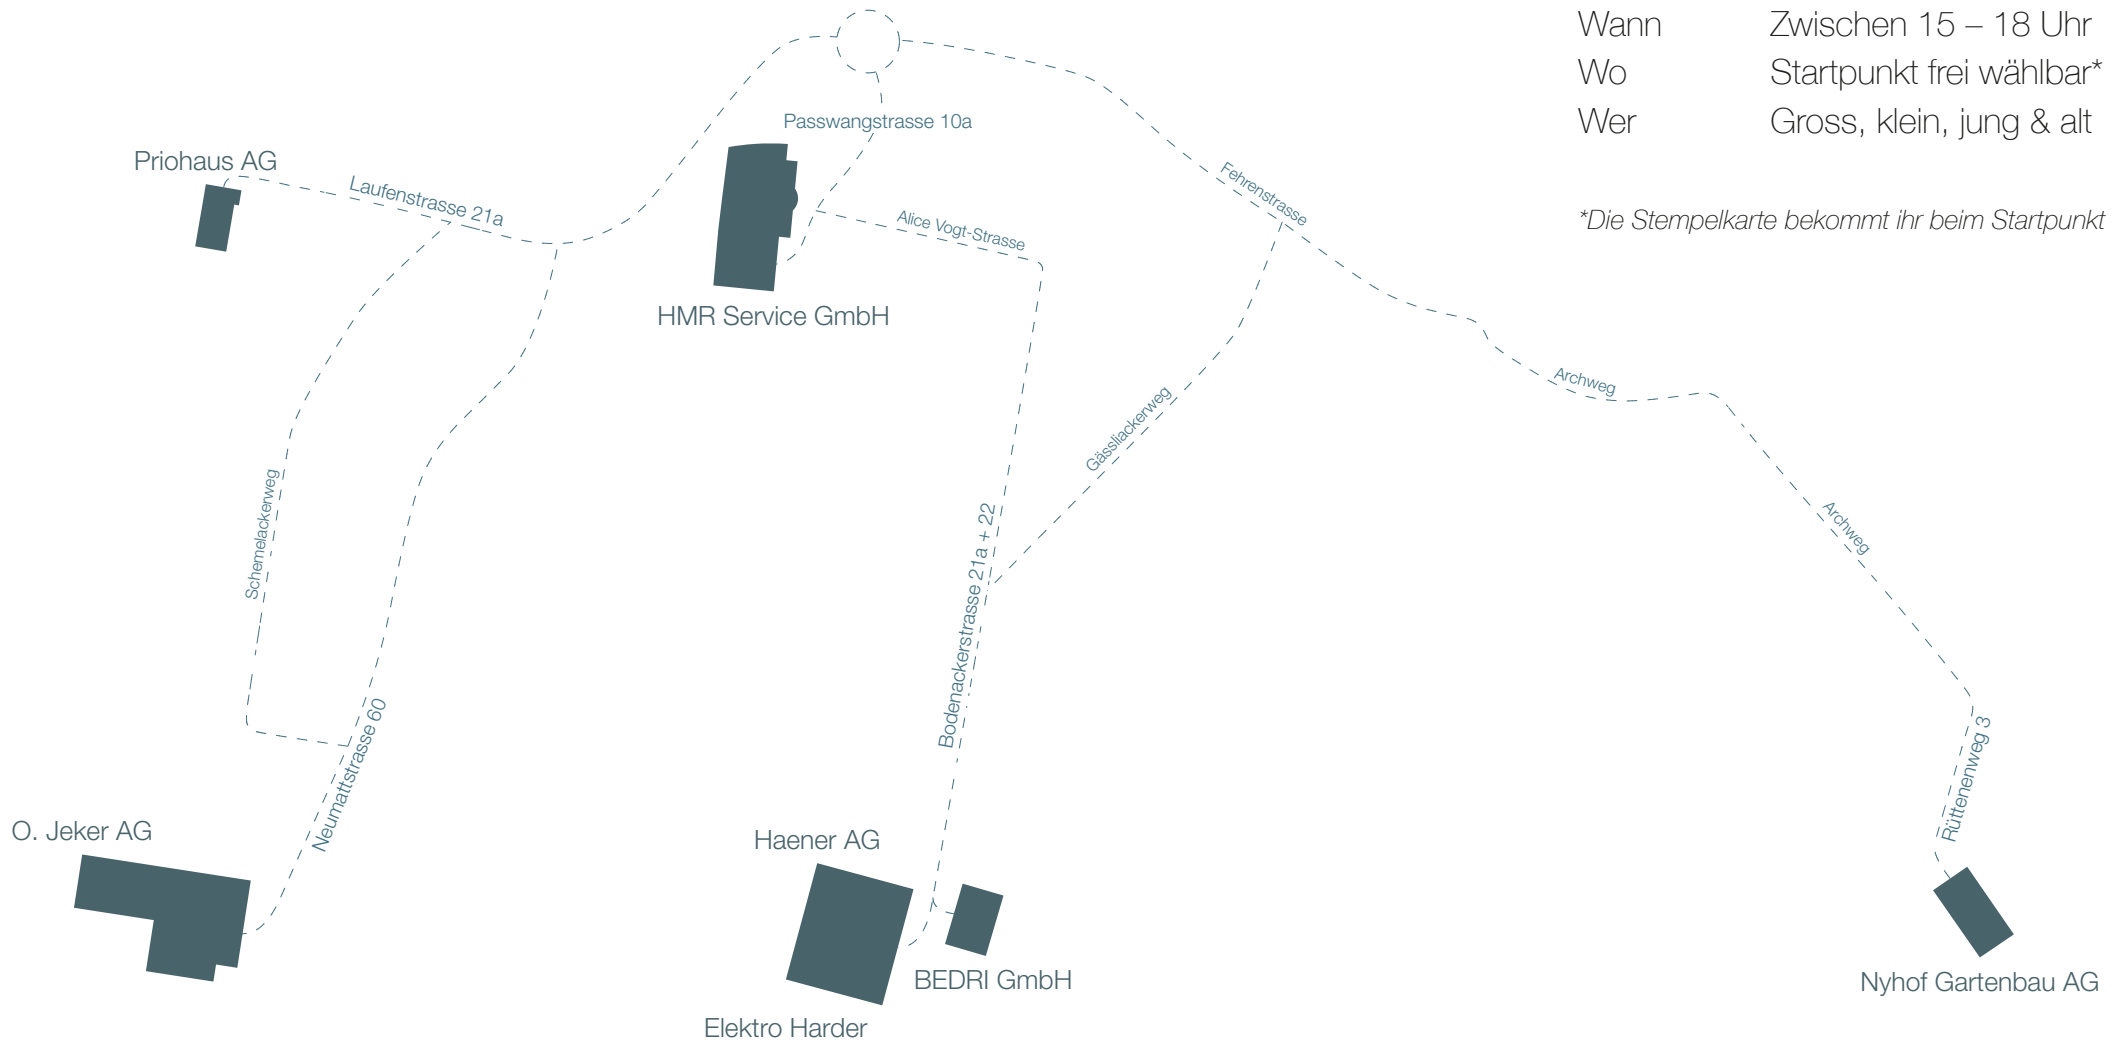 Wann Zwischen 15 – 18 Uhr
Wo Startpunkt frei wählbar*
Wer Gross, klein, jung & alt
*Die Stempelkarte bekommt ihr beim Startpunkt
Passwangstrasse 10a
Priohaus AG
Laufenstrasse 21a
Fehrenstrasse
Alice Vogt-Strasse
HMR Service GmbH
Archweg
Gässliackerweg
Schemelackerweg
Archweg
Bodenackerstrasse 21a + 22
Neumattstrasse 60
Rüttenenweg 3
O. Jeker AG
Haener AG
BEDRI GmbH
Nyhof Gartenbau AG
Elektro Harder